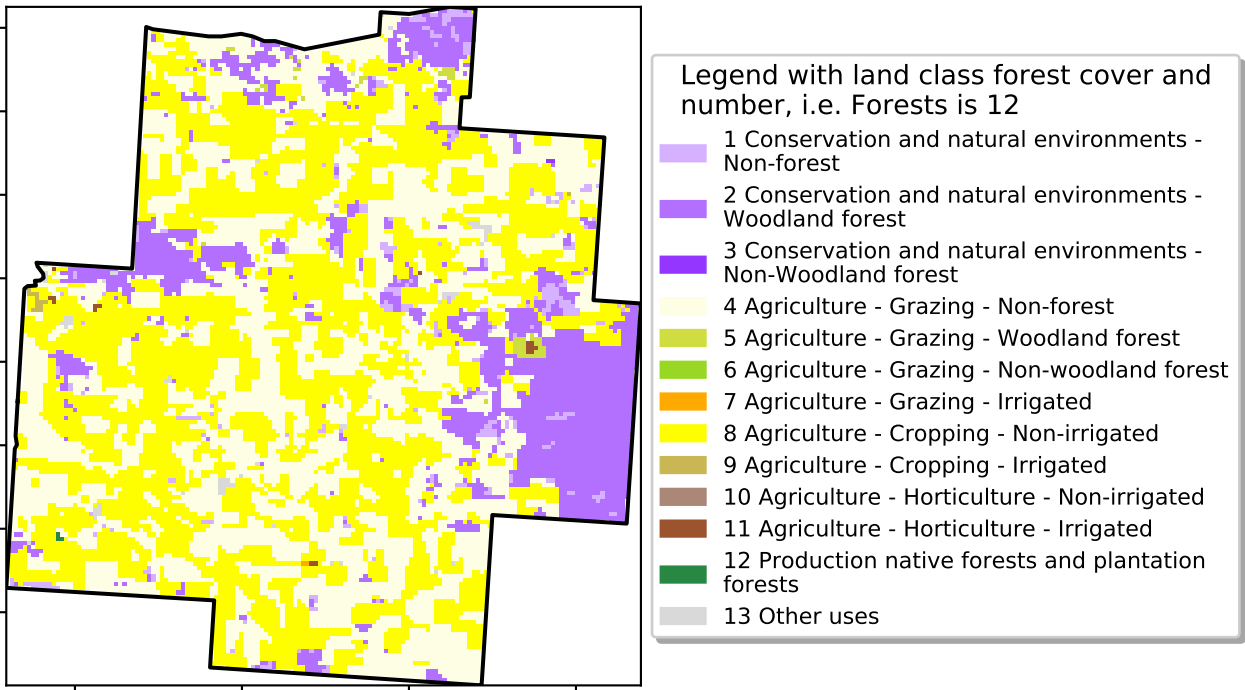 Legend with land class forest cover and
number, i.e. Forests is 12
1 Conservation and natural environments -
Non-forest
2 Conservation and natural environments -
Woodland forest
3 Conservation and natural environments -
Non-Woodland forest
4 Agriculture - Grazing - Non-forest
5 Agriculture - Grazing - Woodland forest
6 Agriculture - Grazing - Non-woodland forest
7 Agriculture - Grazing - Irrigated
8 Agriculture - Cropping - Non-irrigated
9 Agriculture - Cropping - Irrigated
10 Agriculture - Horticulture - Non-irrigated
11 Agriculture - Horticulture - Irrigated
12 Production native forests and plantation
forests
13 Other uses